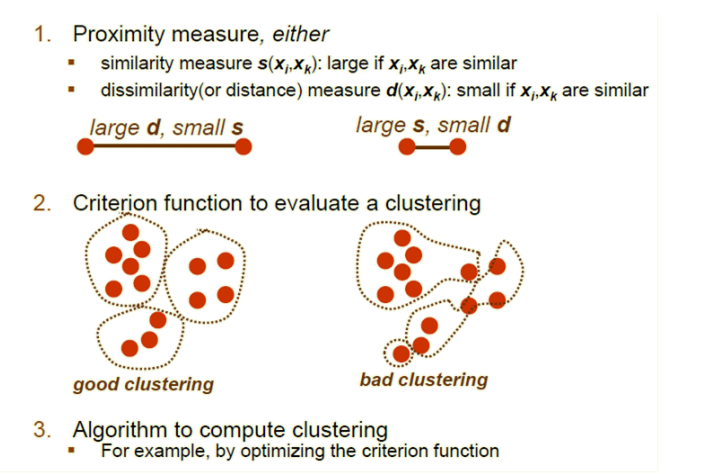 1. Proximity measure, either
▪ similarity measure s(xi,xk): large if xi,xk are similar
▪ dissimilarity(or distance) measure d(xi,xk): small if xi,xk are similar
large d, small s
large s, small d
2. Criterion function to evaluate a clustering
good clustering
bad clustering
3. Algorithm to compute clustering
▪ For example, by optimizing the criterion function